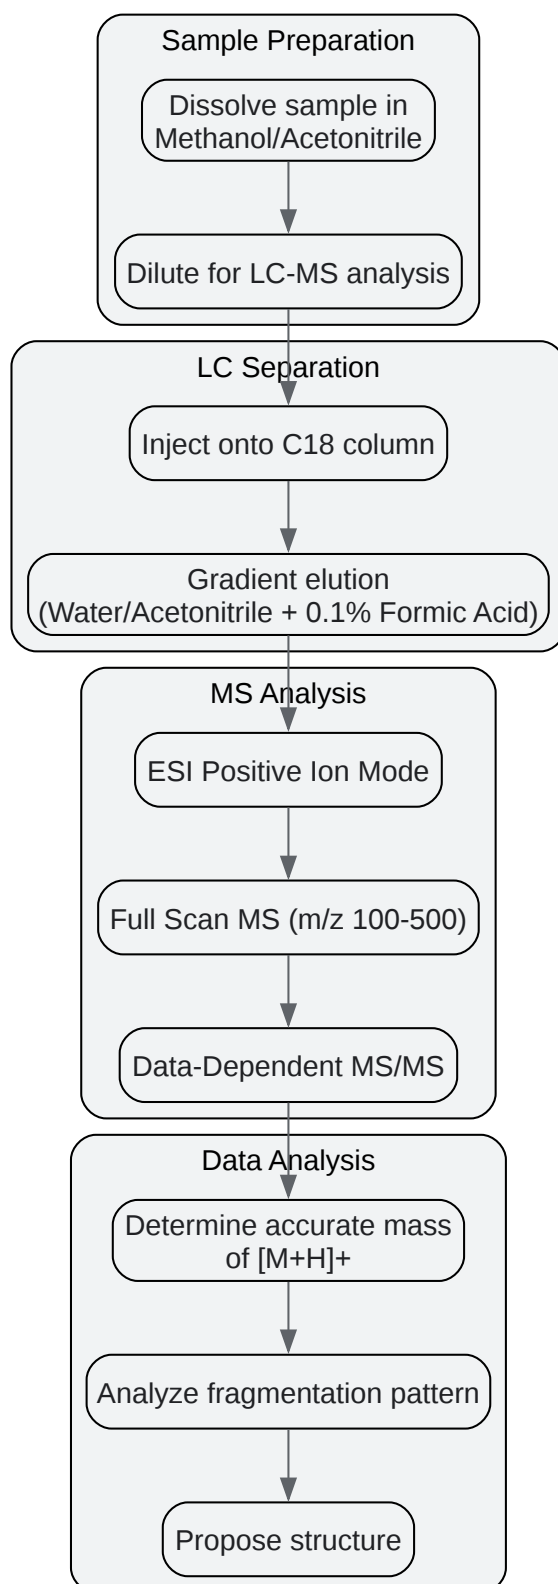 Sample Preparation
Dissolve sample in
Methanol/Acetonitrile
Dilute for LC-MS analysis
LC Separation
Inject onto C18 column
Gradient elution
(Water/Acetonitrile + 0.1% Formic Acid)
MS Analysis
ESI Positive Ion Mode
Full Scan MS (m/z 100-500)
Data-Dependent MS/MS
Data Analysis
Determine accurate mass
of [M+H]+
Analyze fragmentation pattern
Propose structure